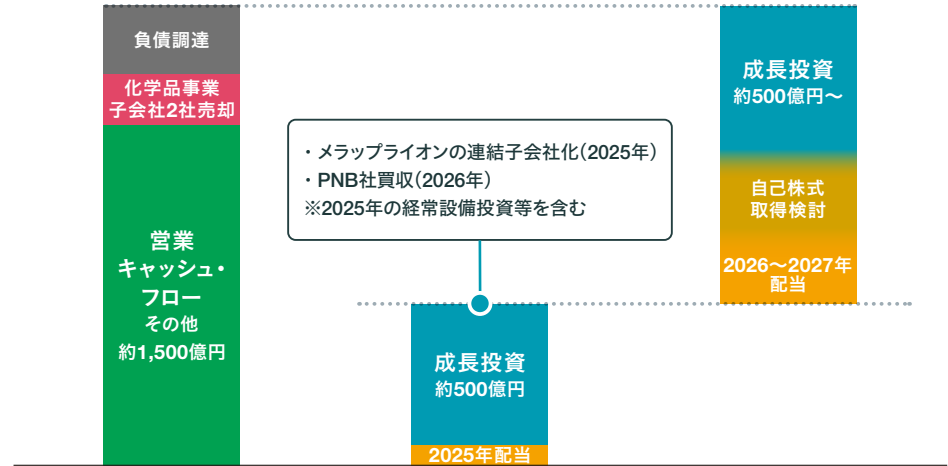 負債調達
化学品事業
子会社2社売却
営業
キャッシュ・
フロー
その他
約1,500億円
・メラップライオンの連結子会社化（2025年）
・PNB社買収（2026年）
※2025年の経常設備投資等を含む
成長投資
約500億円
2025年配当
成長投資
約500億円〜
自己株式
取得検討
2026〜2027年
配当